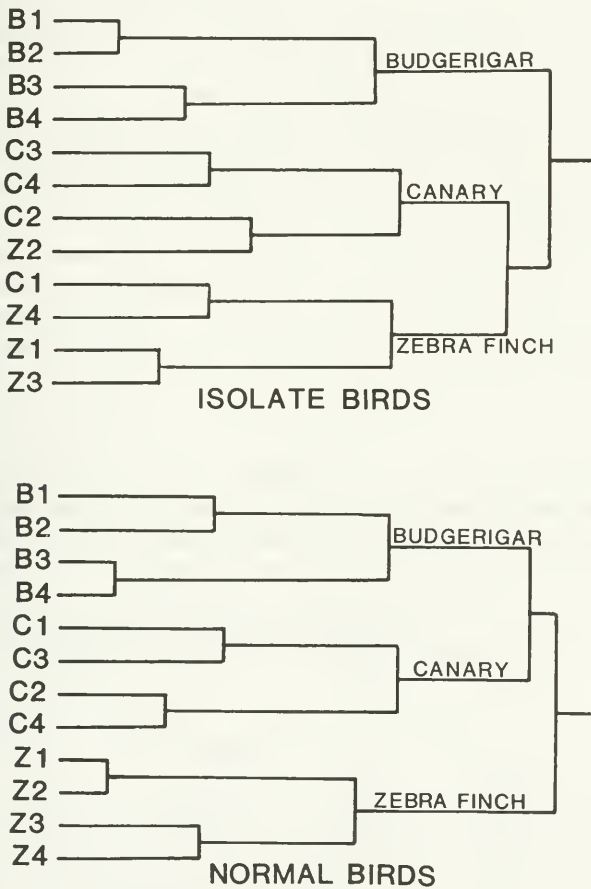 B1
B2
BUDGERIGAR
B3
B4
C3
C4
CANARY
C2
Z2
C1
Z4
Z1
ZEBRA FINCH
Z3
ISOLATE BIRDS
B1
B2
BUDGERIGAR
B3
B4
C1
C3
CANARY
C2
C4
Z1
Z2
ZEBRA FINCH
Z3
Z4
NORMAL BIRDS